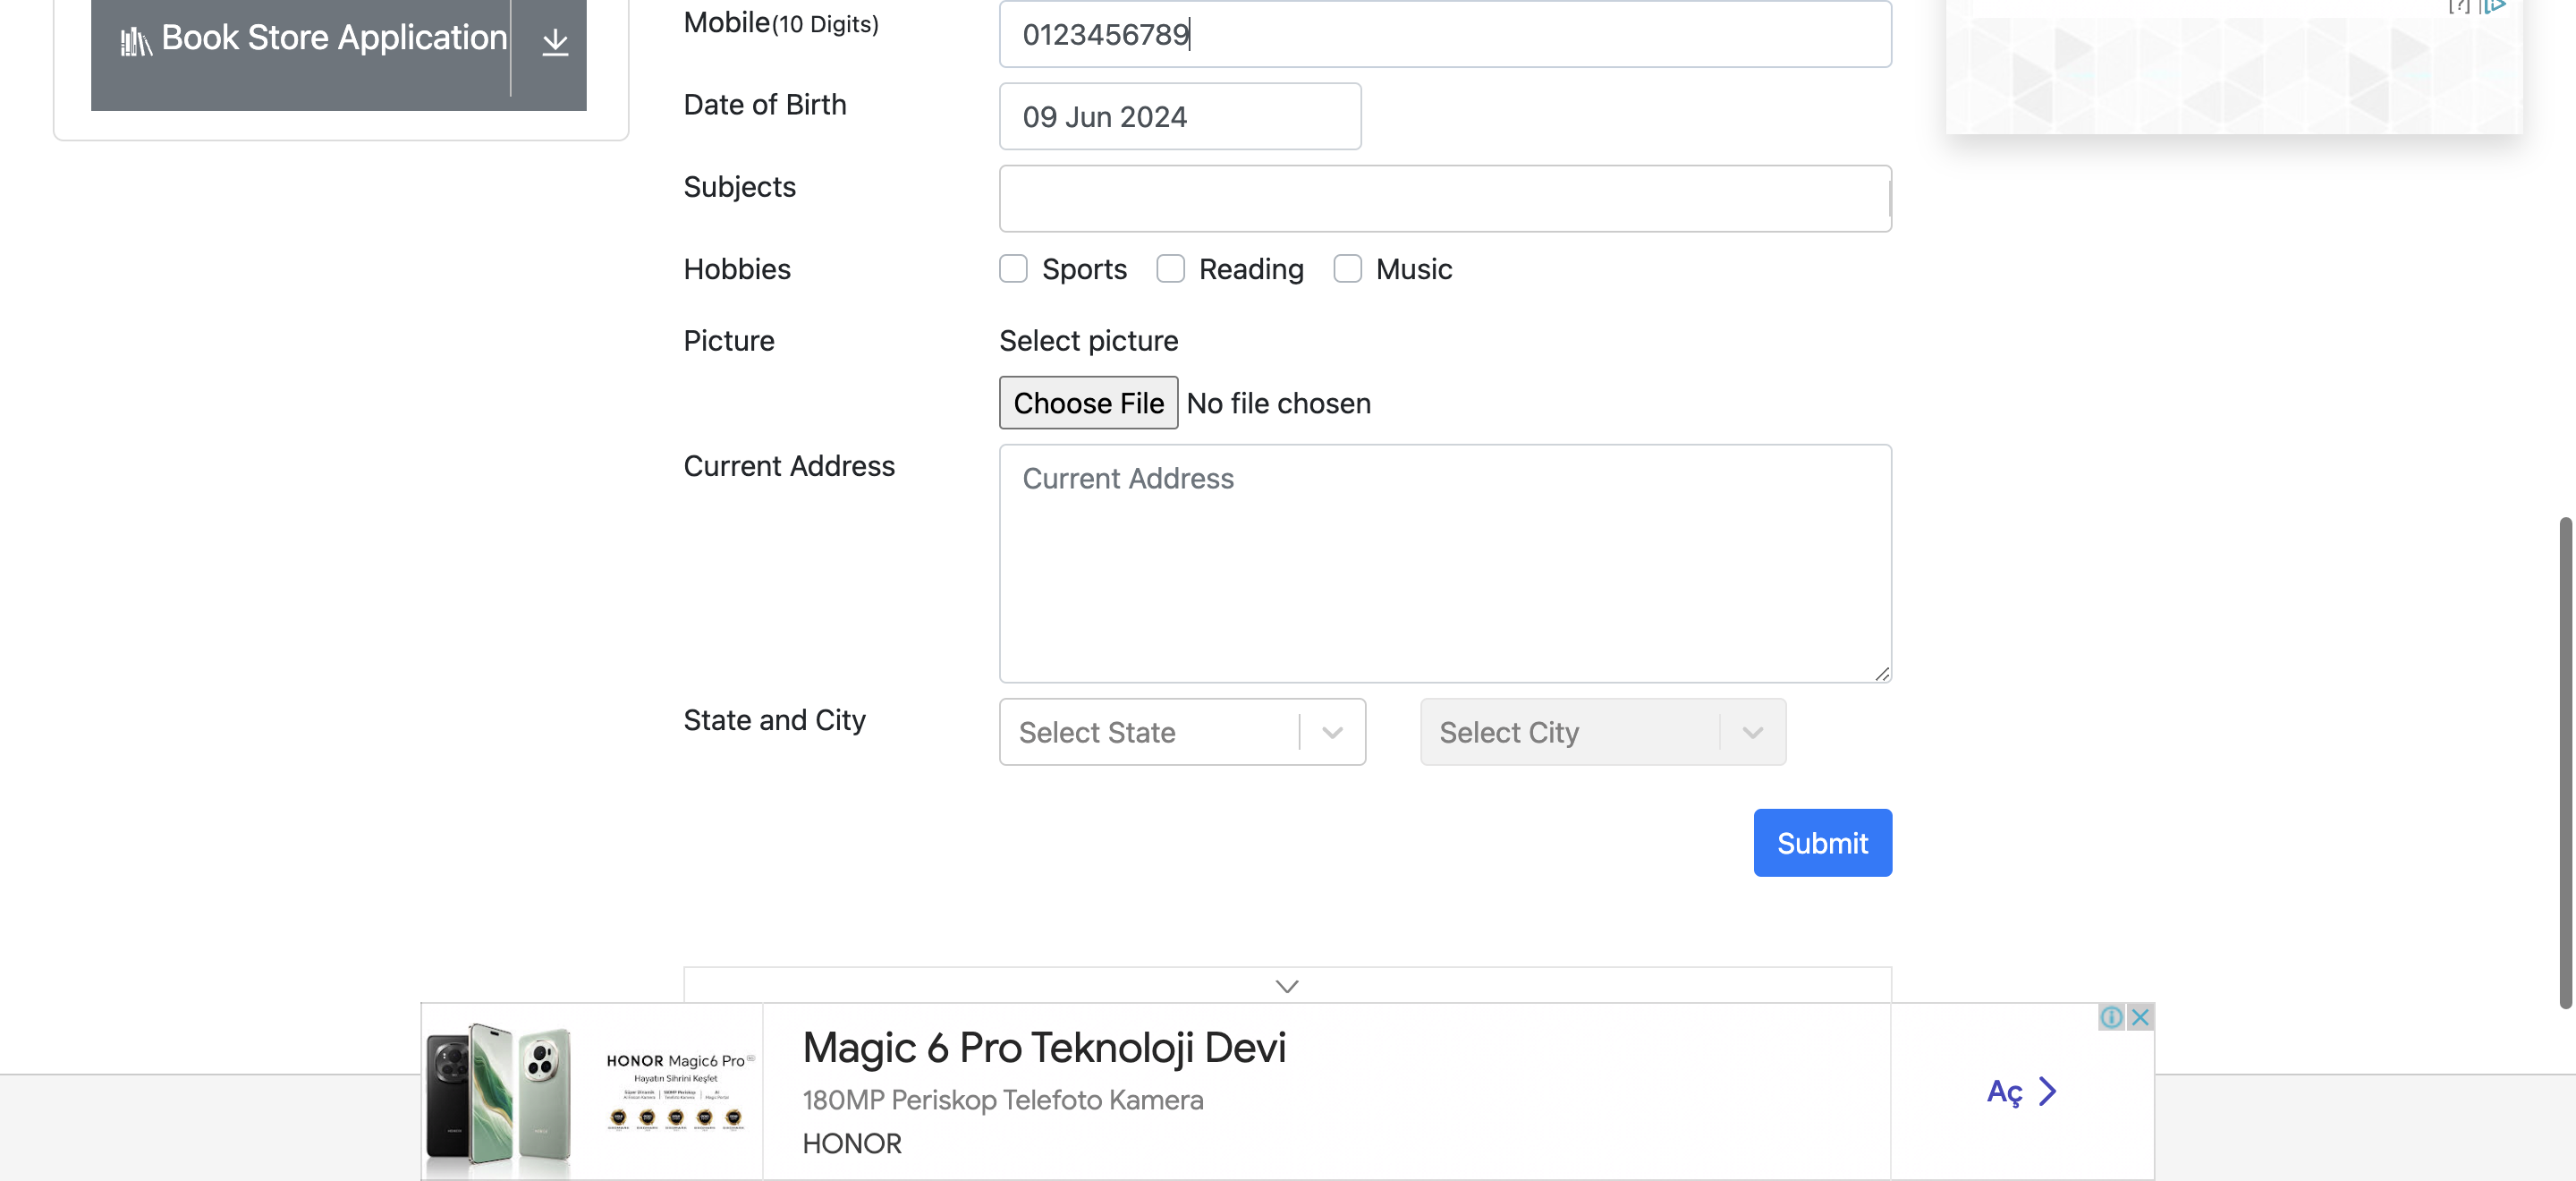 Book Store Application
Mobile(10 Digits)
0123456789
Date of Birth
09 Jun 2024
Subjects
Hobbies
Sports
Reading
Music
Picture
Select picture
Choose File No file chosen
Current Address
Current Address
State and City
Select State
Select City
Submit
HONOR Magic6 Pro
Hayatın Sihrini Keşfet
Magic 6 Pro Teknoloji Devi
180MP Periskop Telefoto Kamera
HONOR
Aç